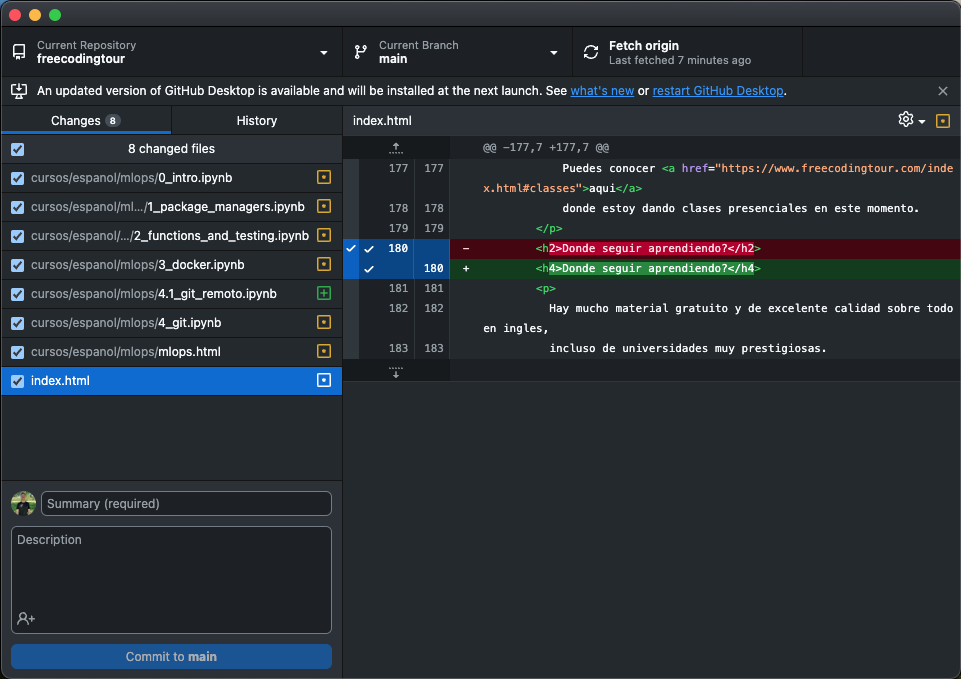 Current Repository
freecodingtour
Current Branch
main
Fetch origin
Last fetched 7 minutes ago
An updated version of GitHub Desktop is available and will be installed at the next launch. See what's new or restart GitHub Desktop.
Changes 8
History
8 changed files
cursos/espanol/mlops/0_intro.ipynb
cursos/espanol/ml.../1_package_managers.ipynb
cursos/espanol/.../2_functions_and_testing.ipynb
cursos/espanol/mlops/3_docker.ipynb
cursos/espanol/mlops/4.1_git_remoto.ipynb
cursos/espanol/mlops/4_git.ipynb
cursos/espanol/mlops/mlops.html
index.html
Summary (required)
Description
Commit to main
index.html
@@ -177,7 +177,7 @@
177 177 Puedes conocer <a href="https://www.freecodingtour.com/inde
x.html#classes">aqui</a>
178 178 donde estoy dando clases presenciales en este momento.
179 179 </p>
180 - <h2>Donde seguir aprendiendo?</h2>
180 + <h4>Donde seguir aprendiendo?</h4>
181 181 <p>
182 182 Hay mucho material gratuito y de excelente calidad sobre todo
en ingles,
183 183 incluso de universidades muy prestigiosas.